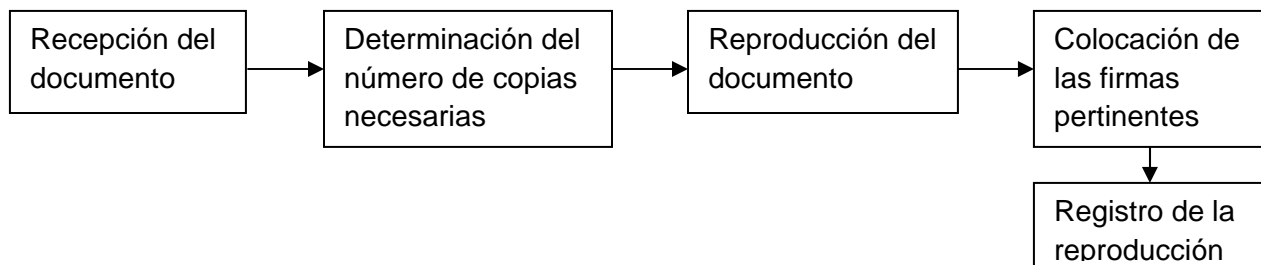 Recepción del
documento
Determinación del
número de copias
necesarias
Reproducción del
documento
Colocación de
las firmas
pertinentes
Registro de la
reproducción